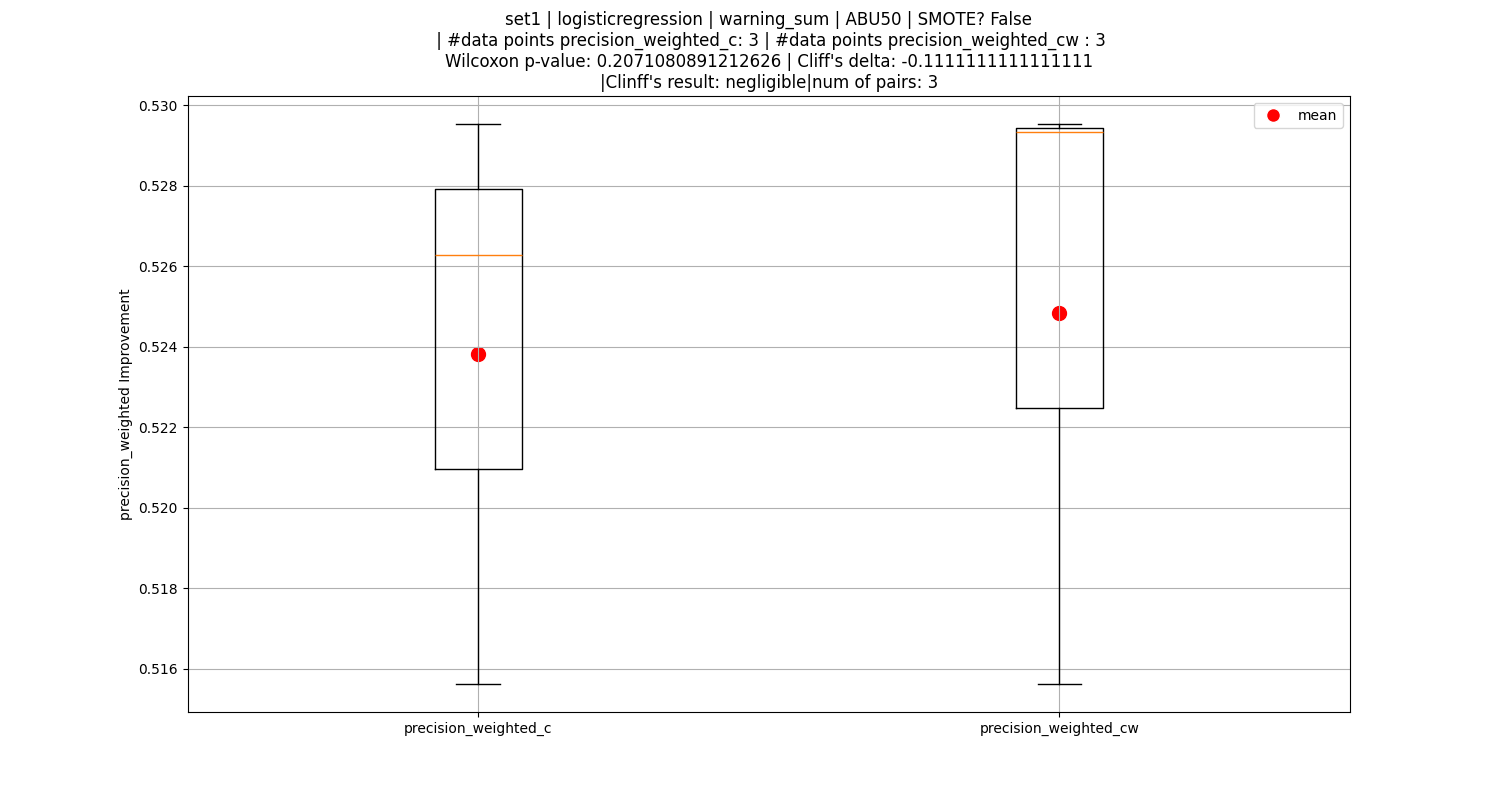 set1 | logisticregression | warning_sum | ABU50 | SMOTE? False
| #data points precision_weighted_c: 3 | #data points precision_weighted_cw : 3
Wilcoxon p-value: 0.2071080891212626 | Cliff's delta: -0.1111111111111111
|Clinff's result: negligible|num of pairs: 3
mean
precision_weighted Improvement
0.530
0.528
0.526
0.524
0.522
0.520
0.518
0.516
precision_weighted_c
precision_weighted_cw